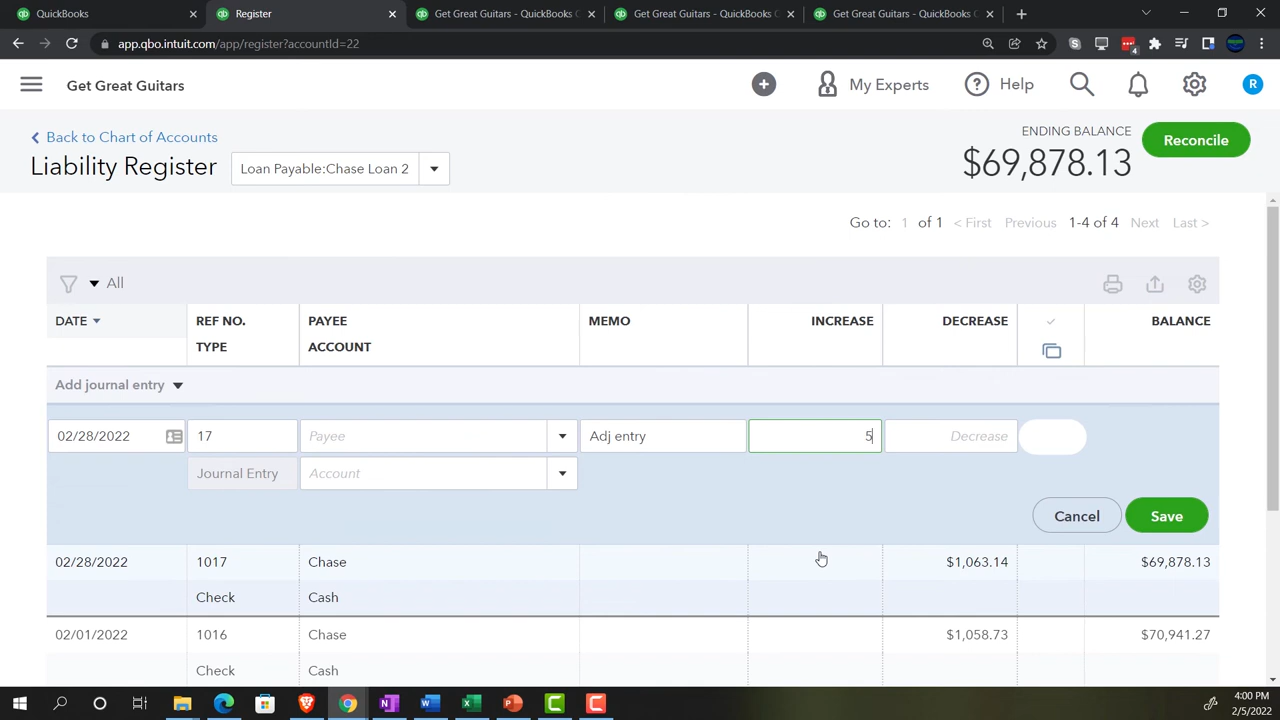 QuickBooks
Register
Get Great Guitars - QuickBooks C
Get Great Guitars - QuickBooks C
Get Great Guitars - QuickBooks C
app.qbo.intuit.com/app/register?accountId=22
4
Get Great Guitars
My Experts
Help
R
Back to Chart of Accounts
Liability Register
Loan Payable:Chase Loan 2
ENDING BALANCE
$69,878.13
Reconcile
Go to: 1 of 1 < First Previous 1-4 of 4 Next Last >
All
DATE REF NO. PAYEE MEMO INCREASE DECREASE BALANCE
TYPE ACCOUNT
Add journal entry
02/28/2022 17 Payee Adj entry 5 Decrease
Journal Entry Account
Cancel Save
02/28/2022 1017 Chase $1,063.14 $69,878.13
Check Cash
02/01/2022 1016 Chase $1,058.73 $70,941.27
Check Cash
4:00 PM
2/5/2022